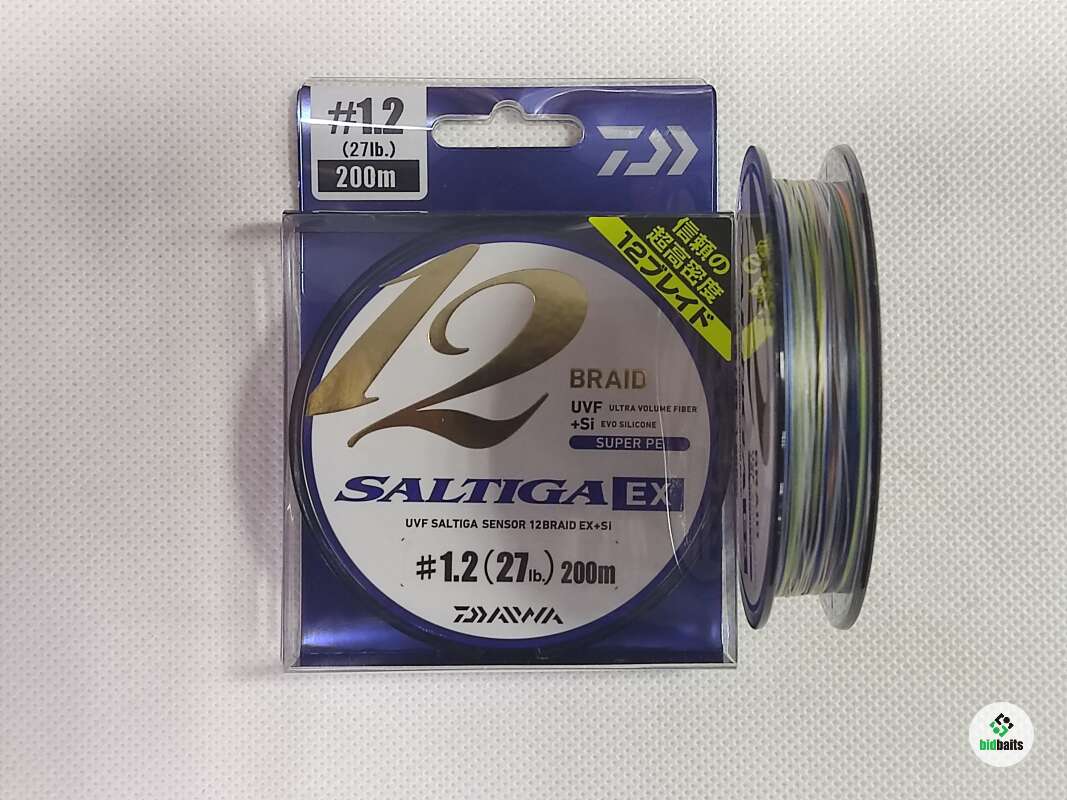 #1.2
(27lb.)
200m
信頼の
超高密度
12ブレイド
12
BRAID
UVF ULTRA VOLUME FIBER
+Si EVO SILICONE
SUPER PE
SALTIGA EX
UVF SALTIGA SENSOR 12BRAID EX+Si
#1.2(27lb.) 200m
DAIWA
bidbaits